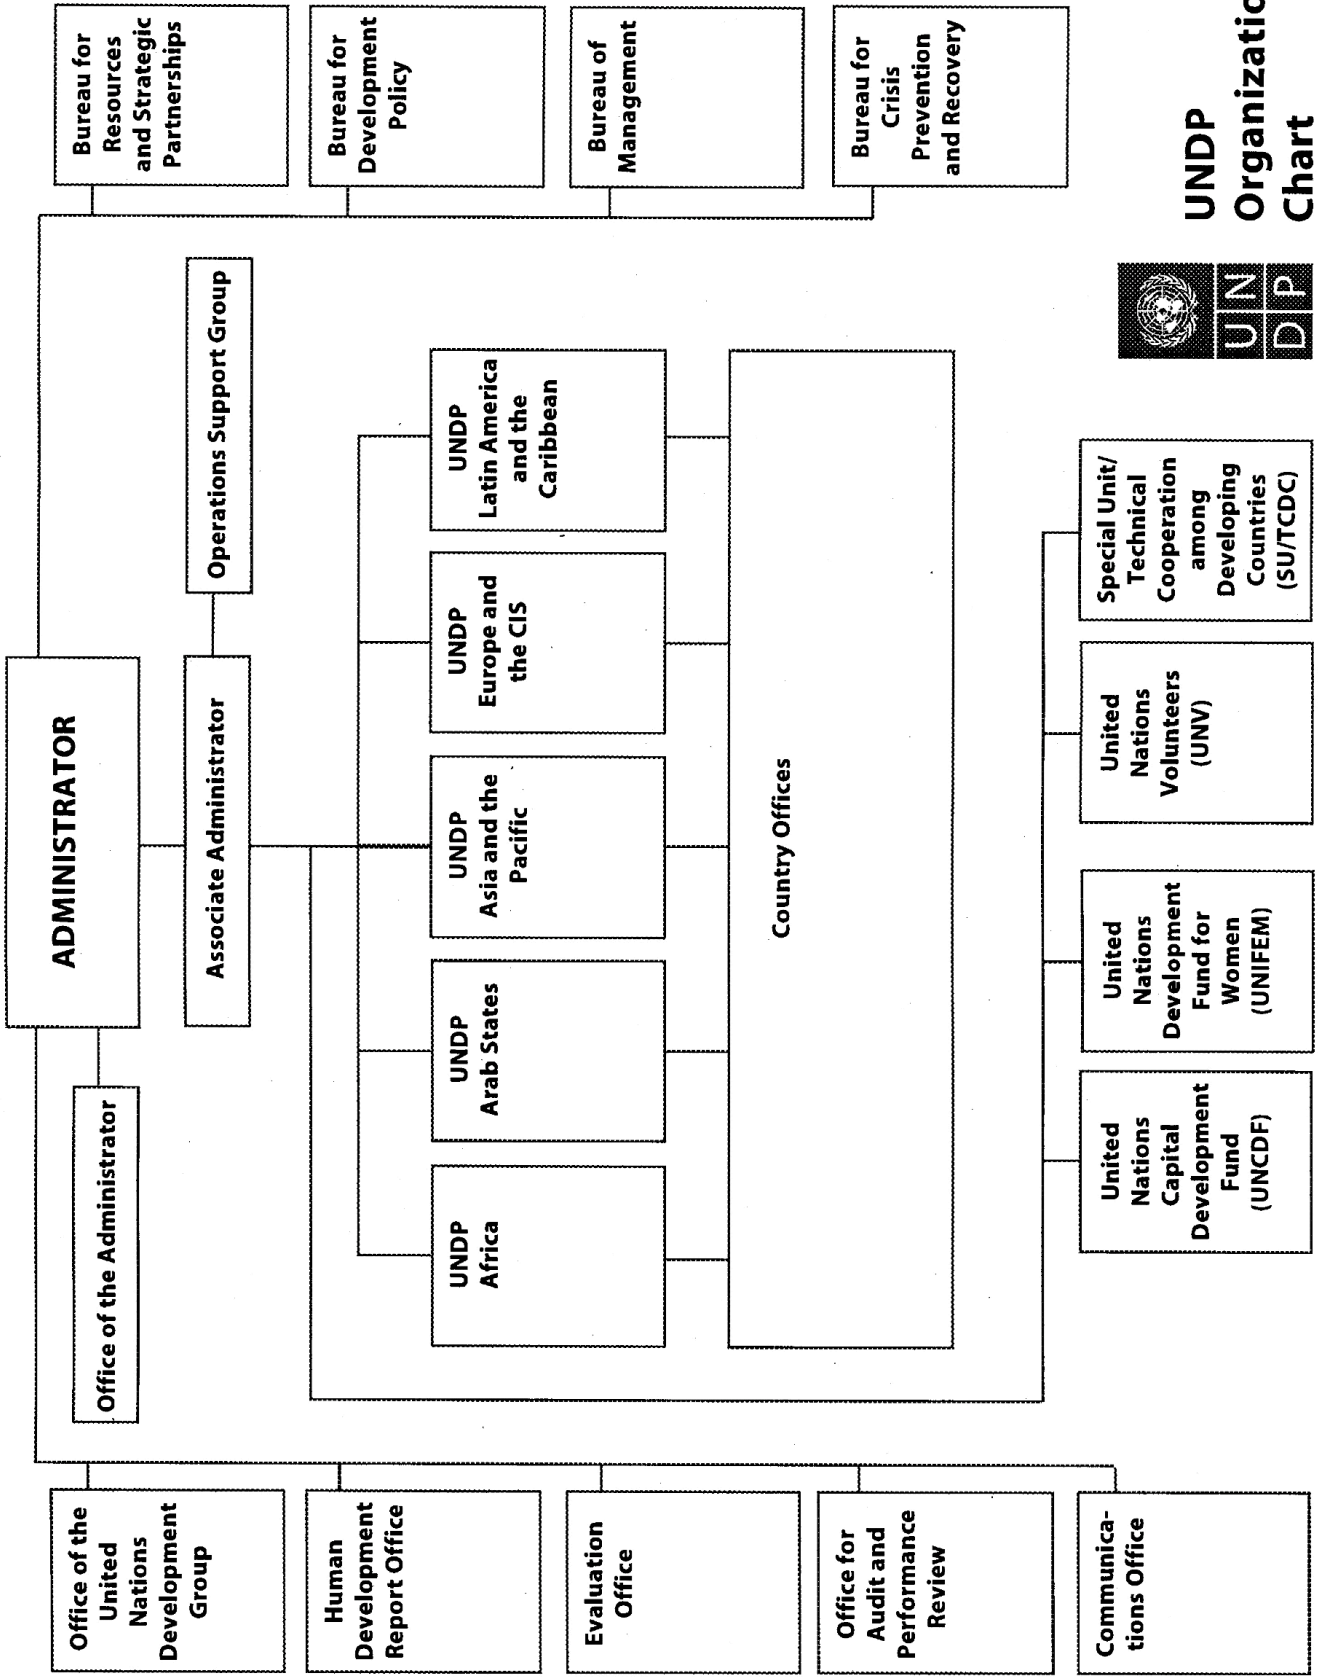 ADMINISTRATOR
Office of the Administrator
Associate Administrator
Operations Support Group
Office of the
United
Nations
Development
Group
Human
Development
Report Office
Evaluation
Office
Office for
Audit and
Performance
Review
Communica-
tions Office
UNDP
Africa
UNDP
Arab States
UNDP
Asia and the
Pacific
UNDP
Europe and
the CIS
UNDP
Latin America
and the
Caribbean
Country Offices
Bureau for
Resources
and Strategic
Partnerships
Bureau for
Development
Policy
Bureau of
Management
Bureau for
Crisis
Prevention
and Recovery
United
Nations
Capital
Development
Fund
(UNCDF)
United
Nations
Development
Fund for
Women
(UNIFEM)
United
Nations
Volunteers
(UNV)
Special Unit/
Technical
Cooperation
among
Developing
Countries
(SU/TCDC)
U N
D P
UNDP
Organizatio
Chart